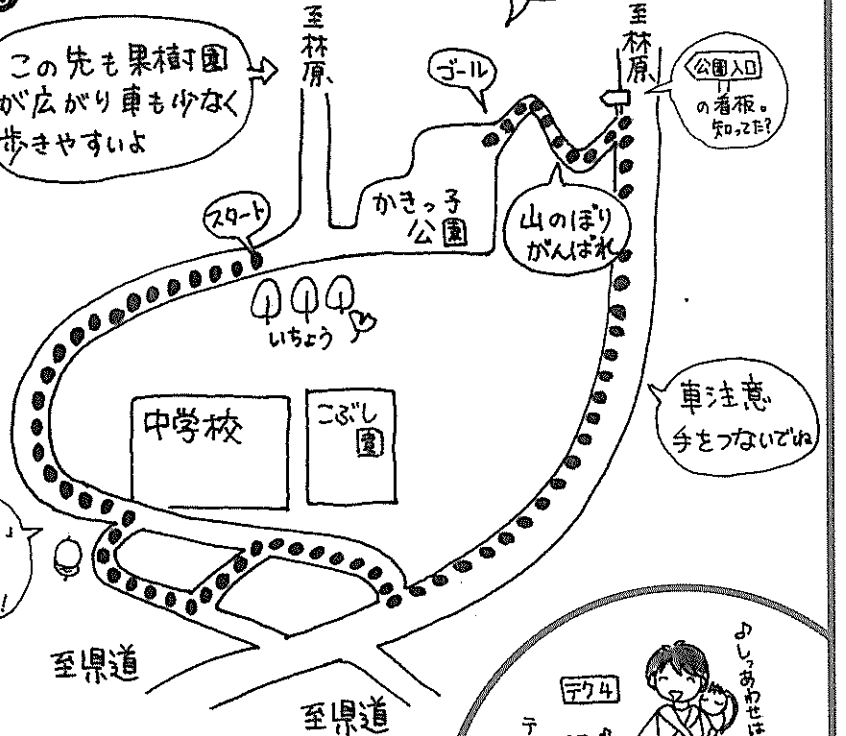 至林原
至林原
この先も果樹園
が広がり車も少なく
歩きやすいよ
ゴール
公園入口
の看板。
知ってた?
スタート
かきっ子
公園
山のぼり
がんばれ
いちょう
車注意
手をつないでね
中学校
こぶし
園
至県道
至県道
テク4
♪しっあわせは
テ